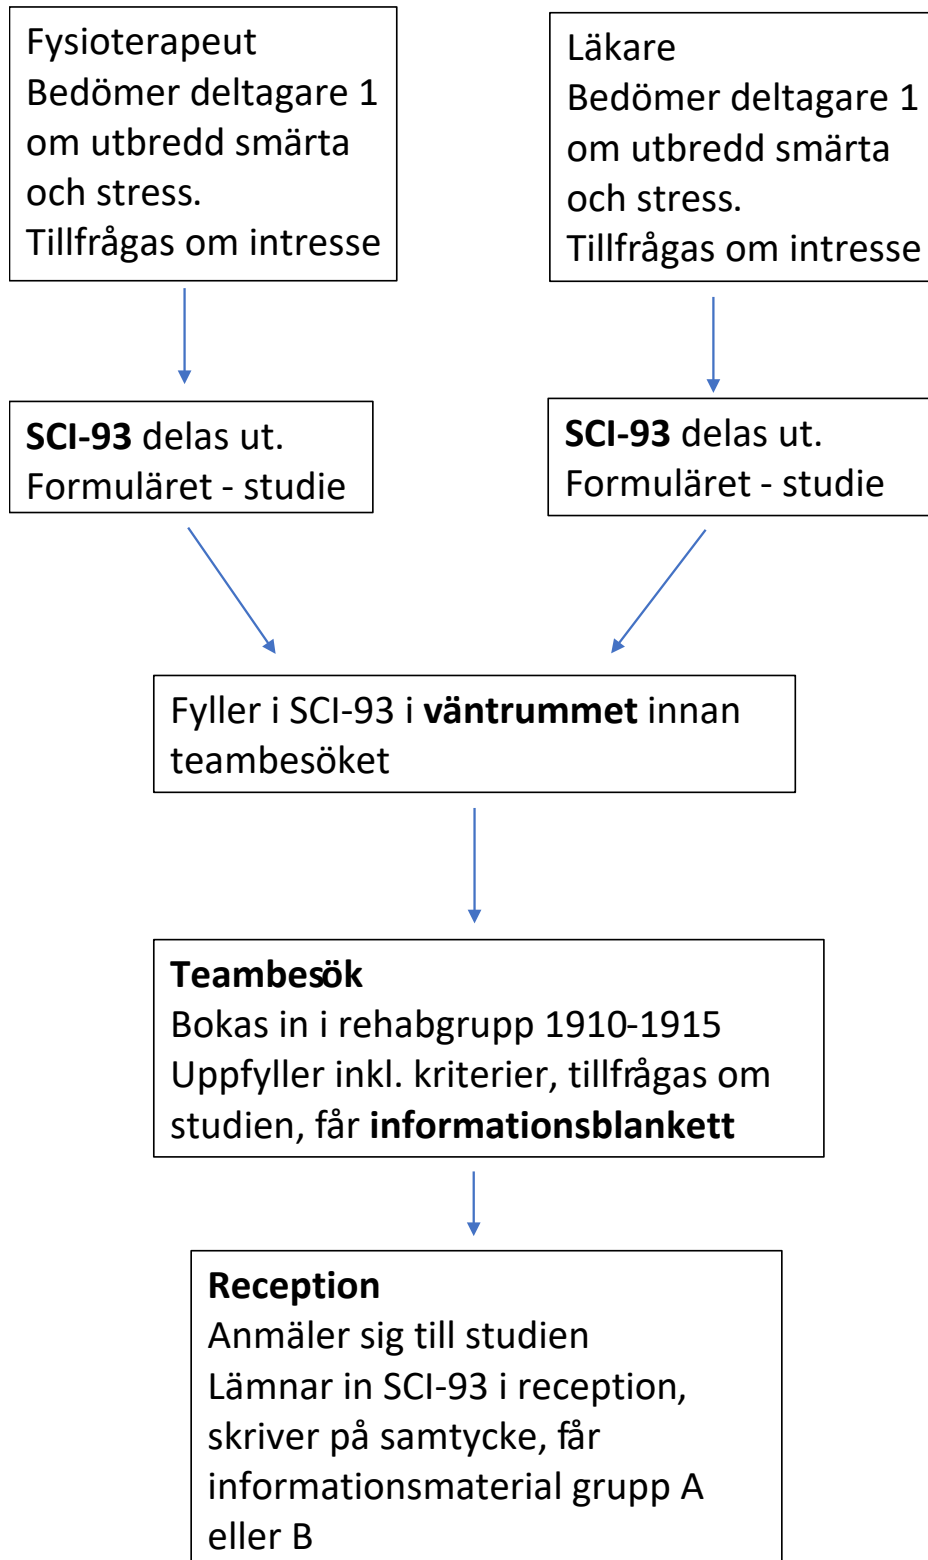 Fysioterapeut
Bedömer deltagare 1
om utbredd smärta
och stress.
Tillfrågas om intresse
Läkare
Bedömer deltagare 1
om utbredd smärta
och stress.
Tillfrågas om intresse
SCI-93 delas ut.
Formuläret - studie
SCI-93 delas ut.
Formuläret - studie
Fyller i SCI-93 i väntrummet innan
teambesöket
Teambesök
Bokas in i rehabgrupp 1910-1915
Uppfyller inkl. kriterier, tillfrågas om
studien, får informationsblankett
Reception
Anmäler sig till studien
Lämnar in SCI-93 i reception,
skriver på samtycke, får
informationsmaterial grupp A
eller B